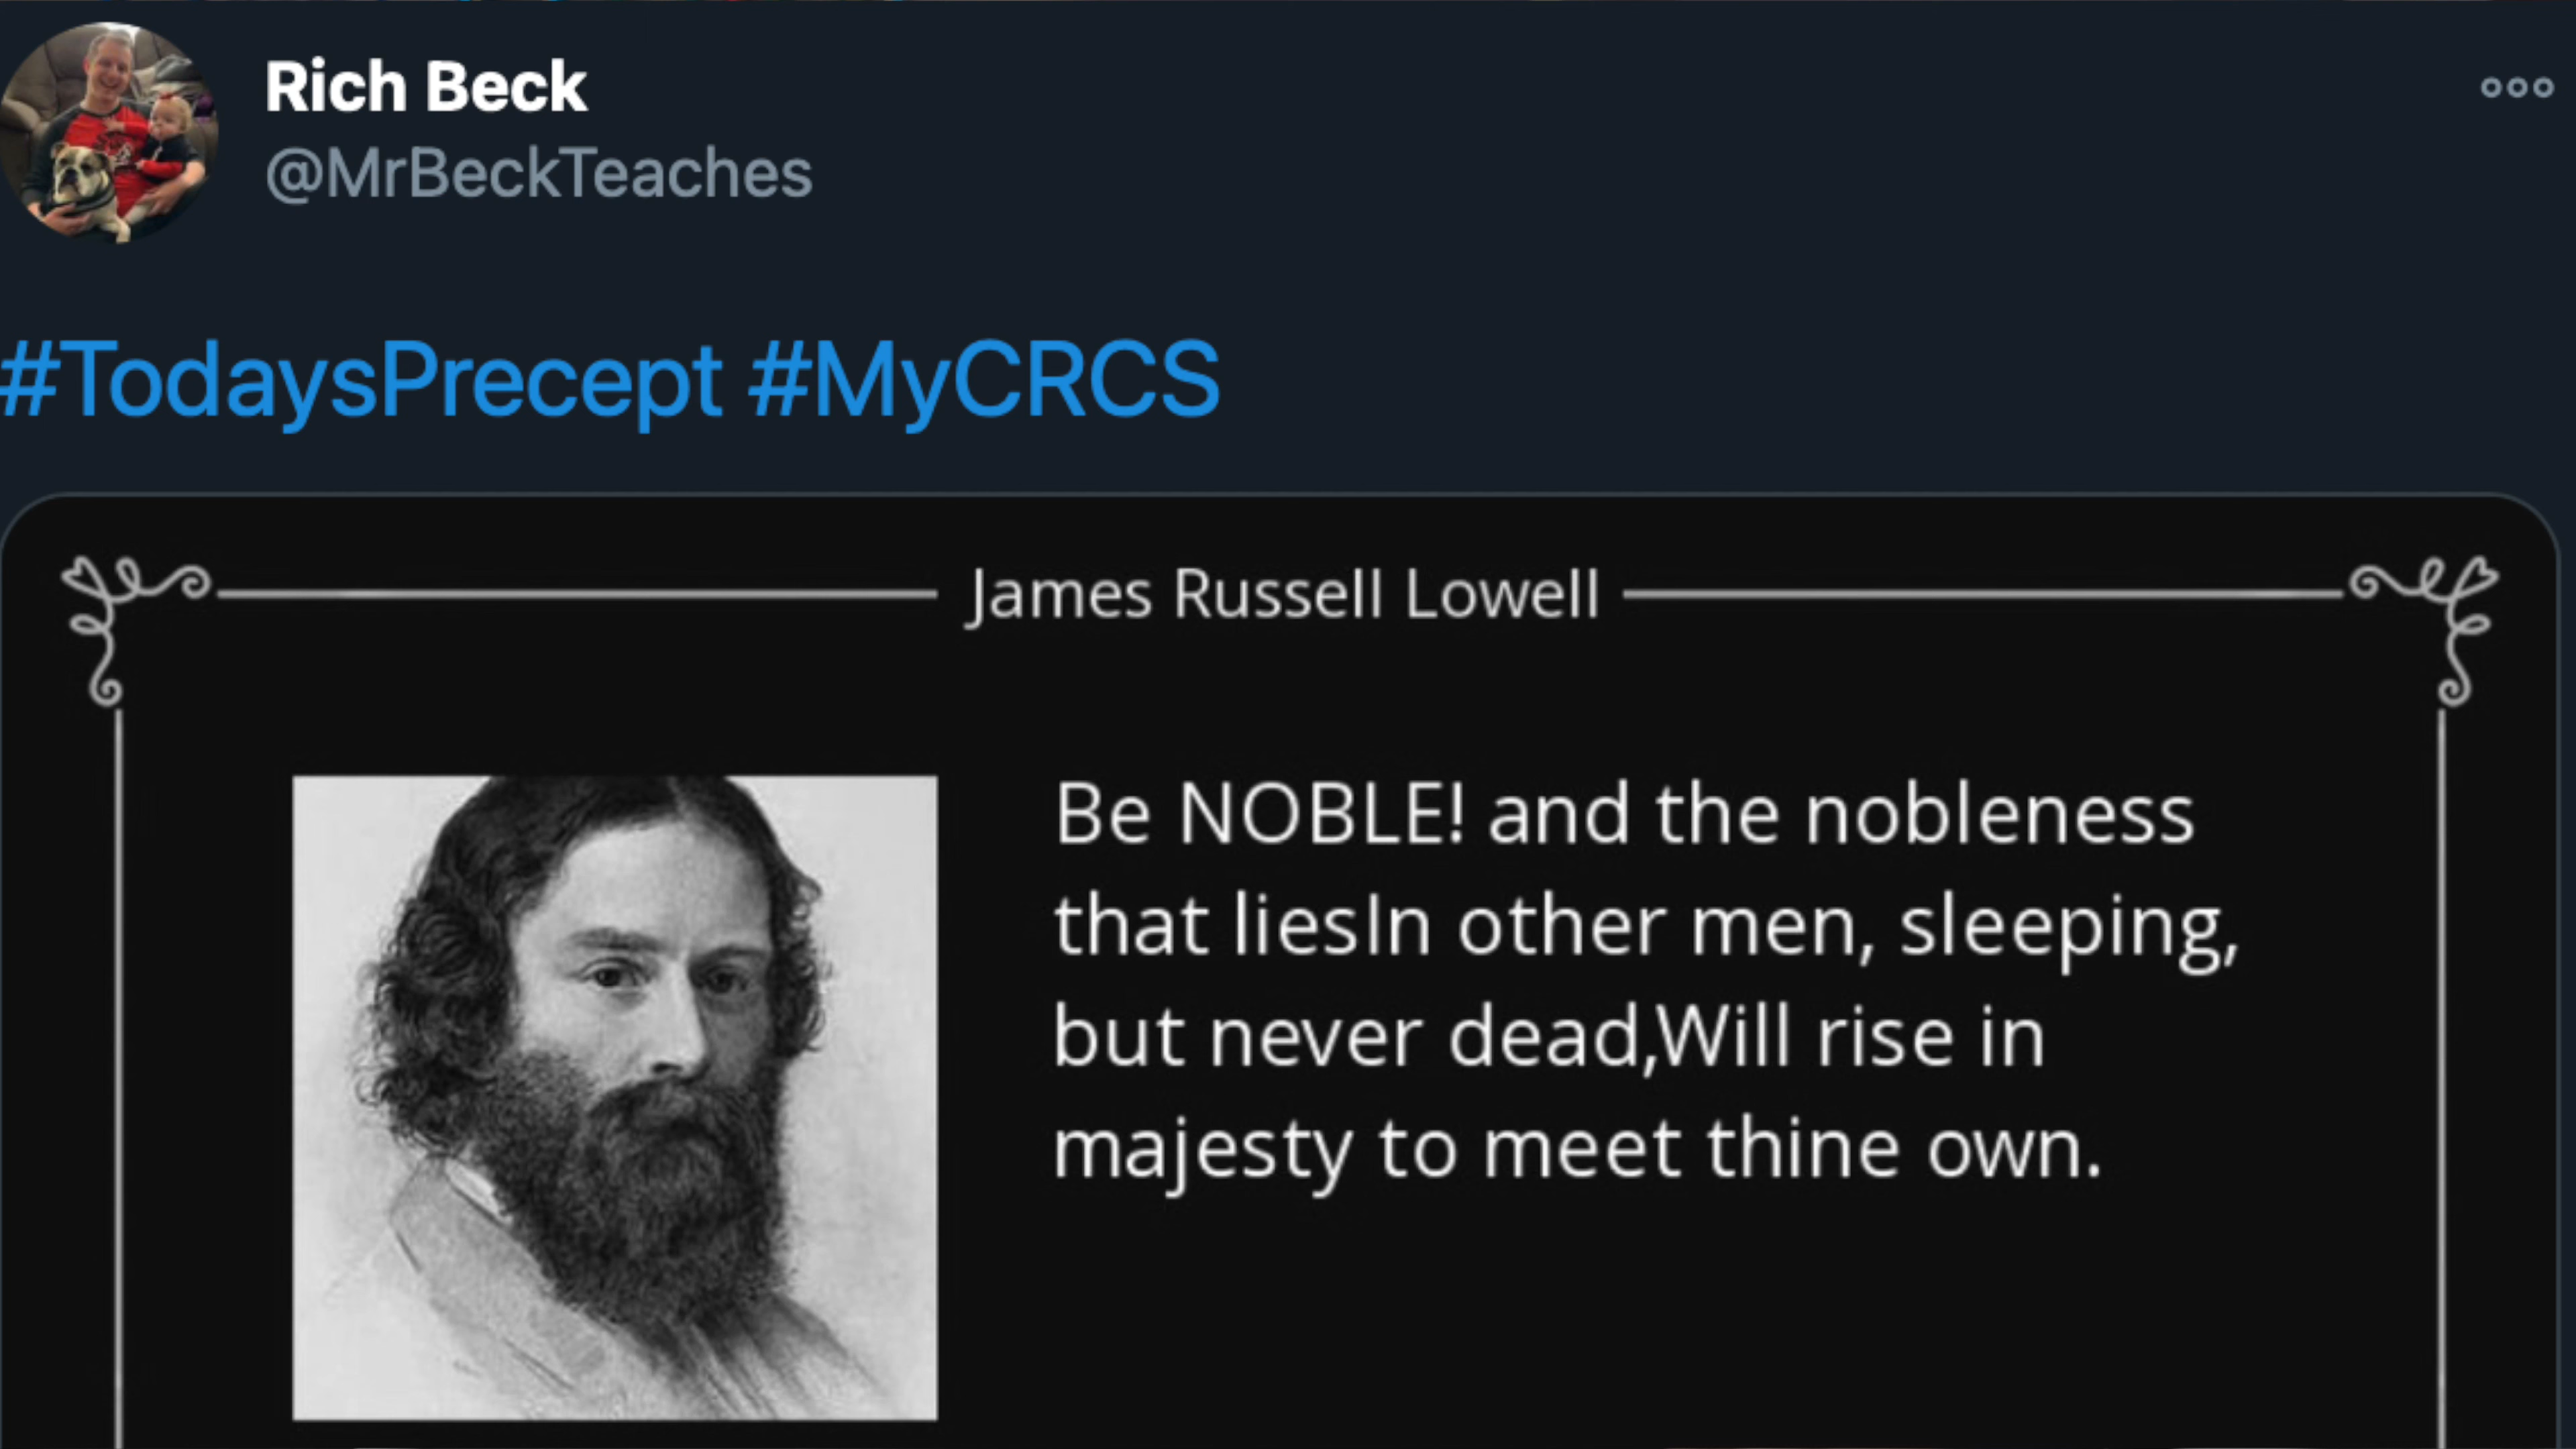 Rich Beck
@MrBeckTeaches
#TodaysPrecept #MyCRCS
James Russell Lowell
Be NOBLE! and the nobleness
that liesIn other men, sleeping,
but never dead,Will rise in
majesty to meet thine own.